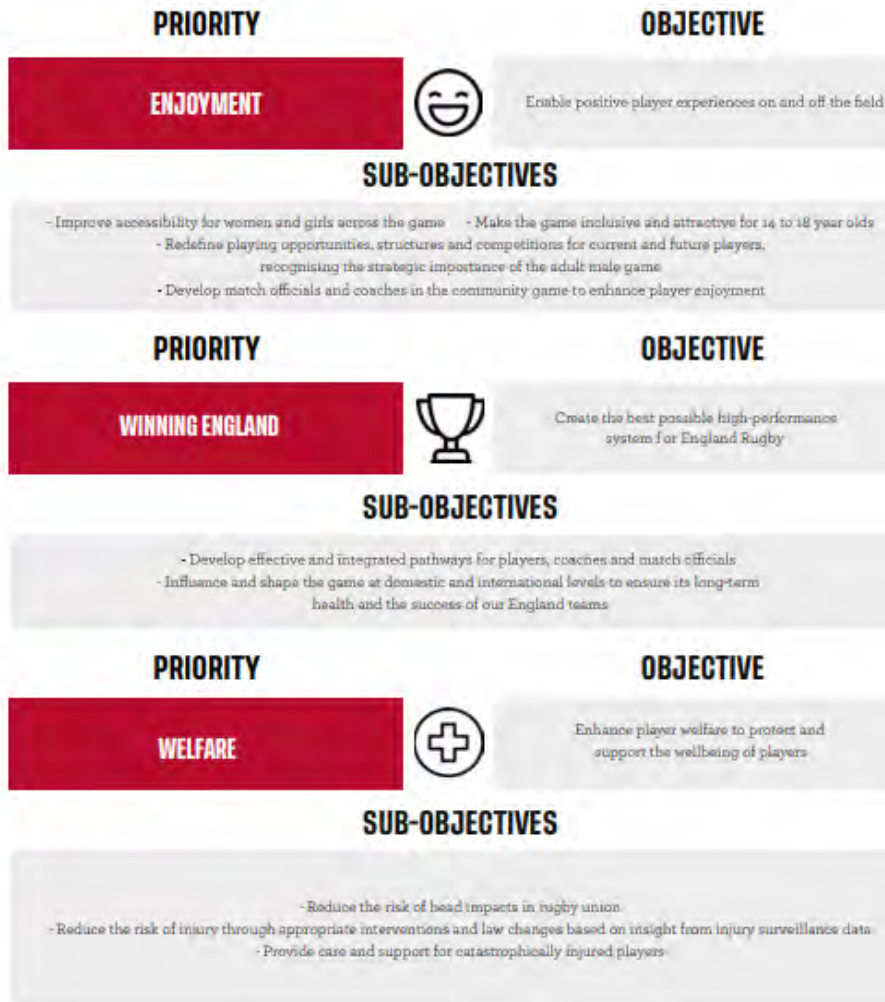 PRIORITY OBJECTIVE
ENJOYMENT Enable positive player experiences on and off the field
SUB-OBJECTIVES
- Improve accessibility for women and girls across the game - Make the game inclusive and attractive for 14 to 18 year olds
- Redefine playing opportunities, structures and competitions for current and future players,
recognising the strategic importance of the adult male game
- Develop match officials and coaches in the community game to enhance player enjoyment
PRIORITY OBJECTIVE
WINNING ENGLAND
Create the best possible high-performance
system for England Rugby
SUB-OBJECTIVES
- Develop effective and integrated pathways for players, coaches and match officials
- Influence and shape the game at domestic and international levels to ensure its long-term
health and the success of our England teams
PRIORITY OBJECTIVE
WELFARE
Enhance player welfare to protect and
support the wellbeing of players
SUB-OBJECTIVES
- Reduce the risk of head impacts in rugby union
- Reduce the risk of injury through appropriate interventions and law changes based on insight from injury surveillance data
- Provide care and support for catastrophically injured players